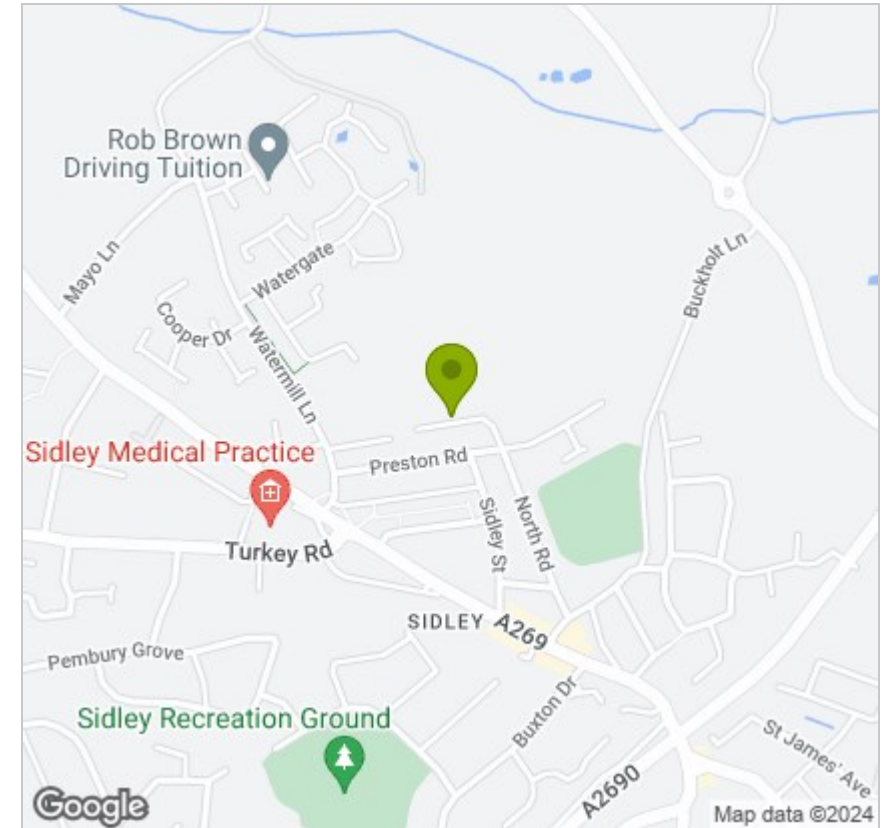 Rob Brown
Driving Tuition
Mayo Ln
Watergate
Buckholt Ln
Cooper Dr
Watermill Ln
Sidley Medical Practice
Preston Rd
Sidley St
North Rd
Turkey Rd
SIDLEY
A269
Pembury Grove
Buxton Dr
Sidley Recreation Ground
St James' Ave
A2690
Google
Map data ©2024